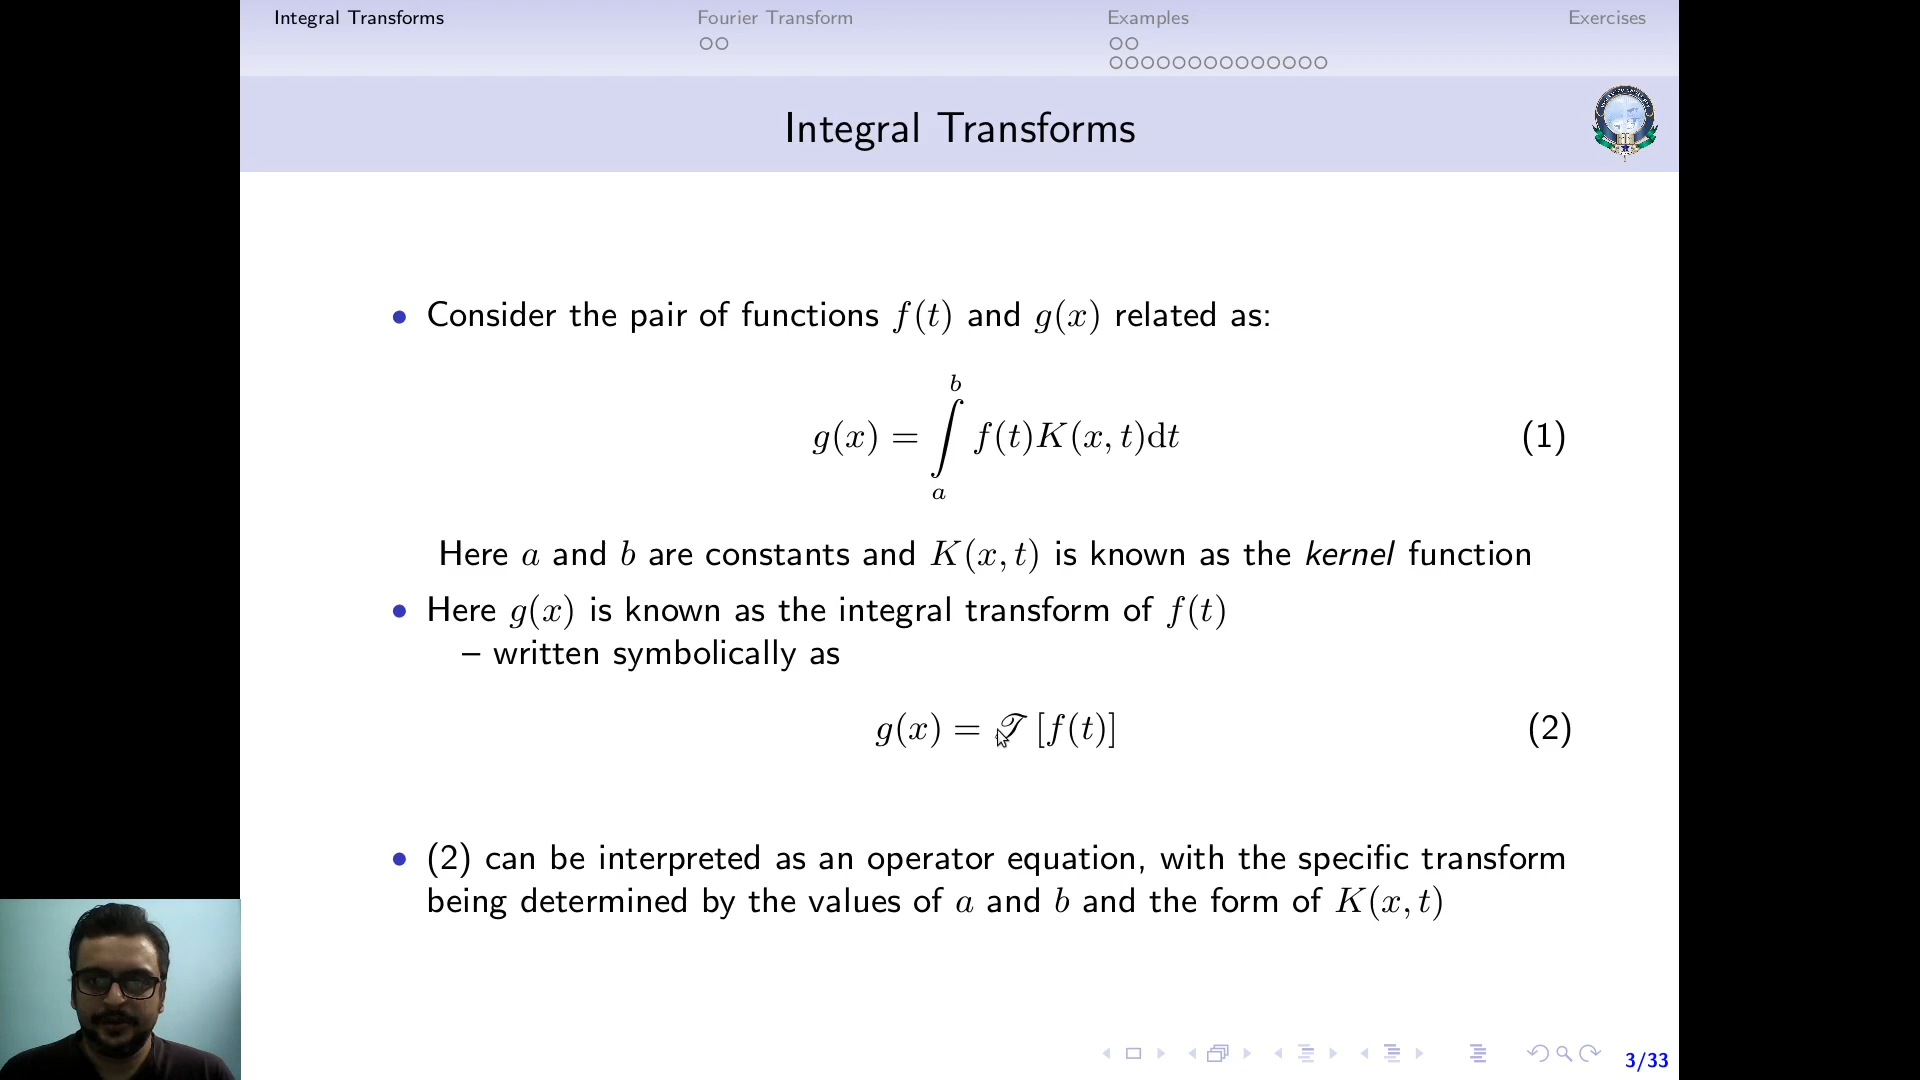 Integral Transforms
Fourier Transform
Examples
Exercises
Integral Transforms
• Consider the pair of functions f(t) and g(x) related as:
g(x) = ∫_a^b f(t)K(x, t)dt (1)
Here a and b are constants and K(x, t) is known as the kernel function
• Here g(x) is known as the integral transform of f(t)
– written symbolically as
g(x) = 𝒯 [f(t)] (2)
• (2) can be interpreted as an operator equation, with the specific transform
being determined by the values of a and b and the form of K(x, t)
3/33